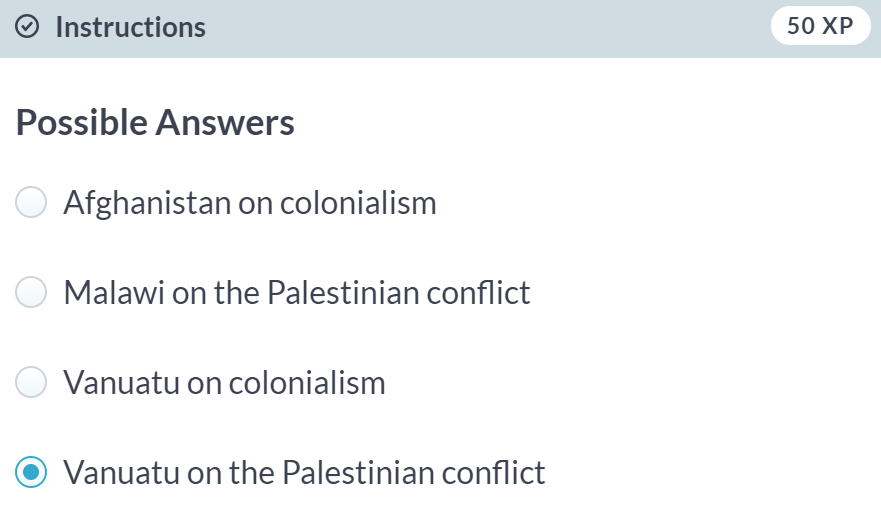 Instructions
50 XP
Possible Answers
Afghanistan on colonialism
Malawi on the Palestinian conflict
Vanuatu on colonialism
Vanuatu on the Palestinian conflict